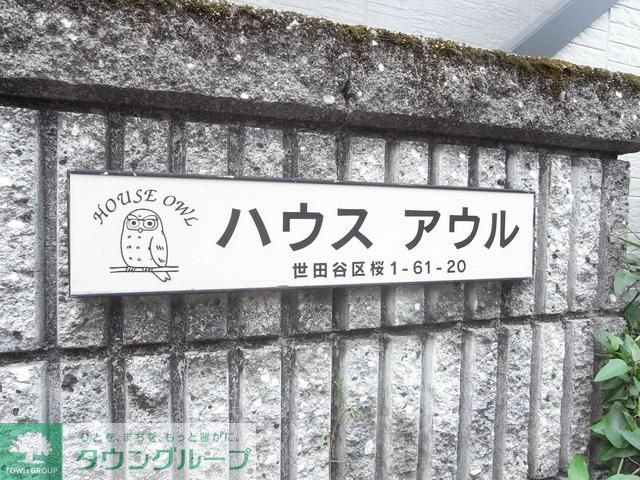 HOUSE OWL
ハウス アウル
世田谷区桜1-61-20
ひとを、まちを、もっと豊かに。
タウングループ
TOWN GROUP